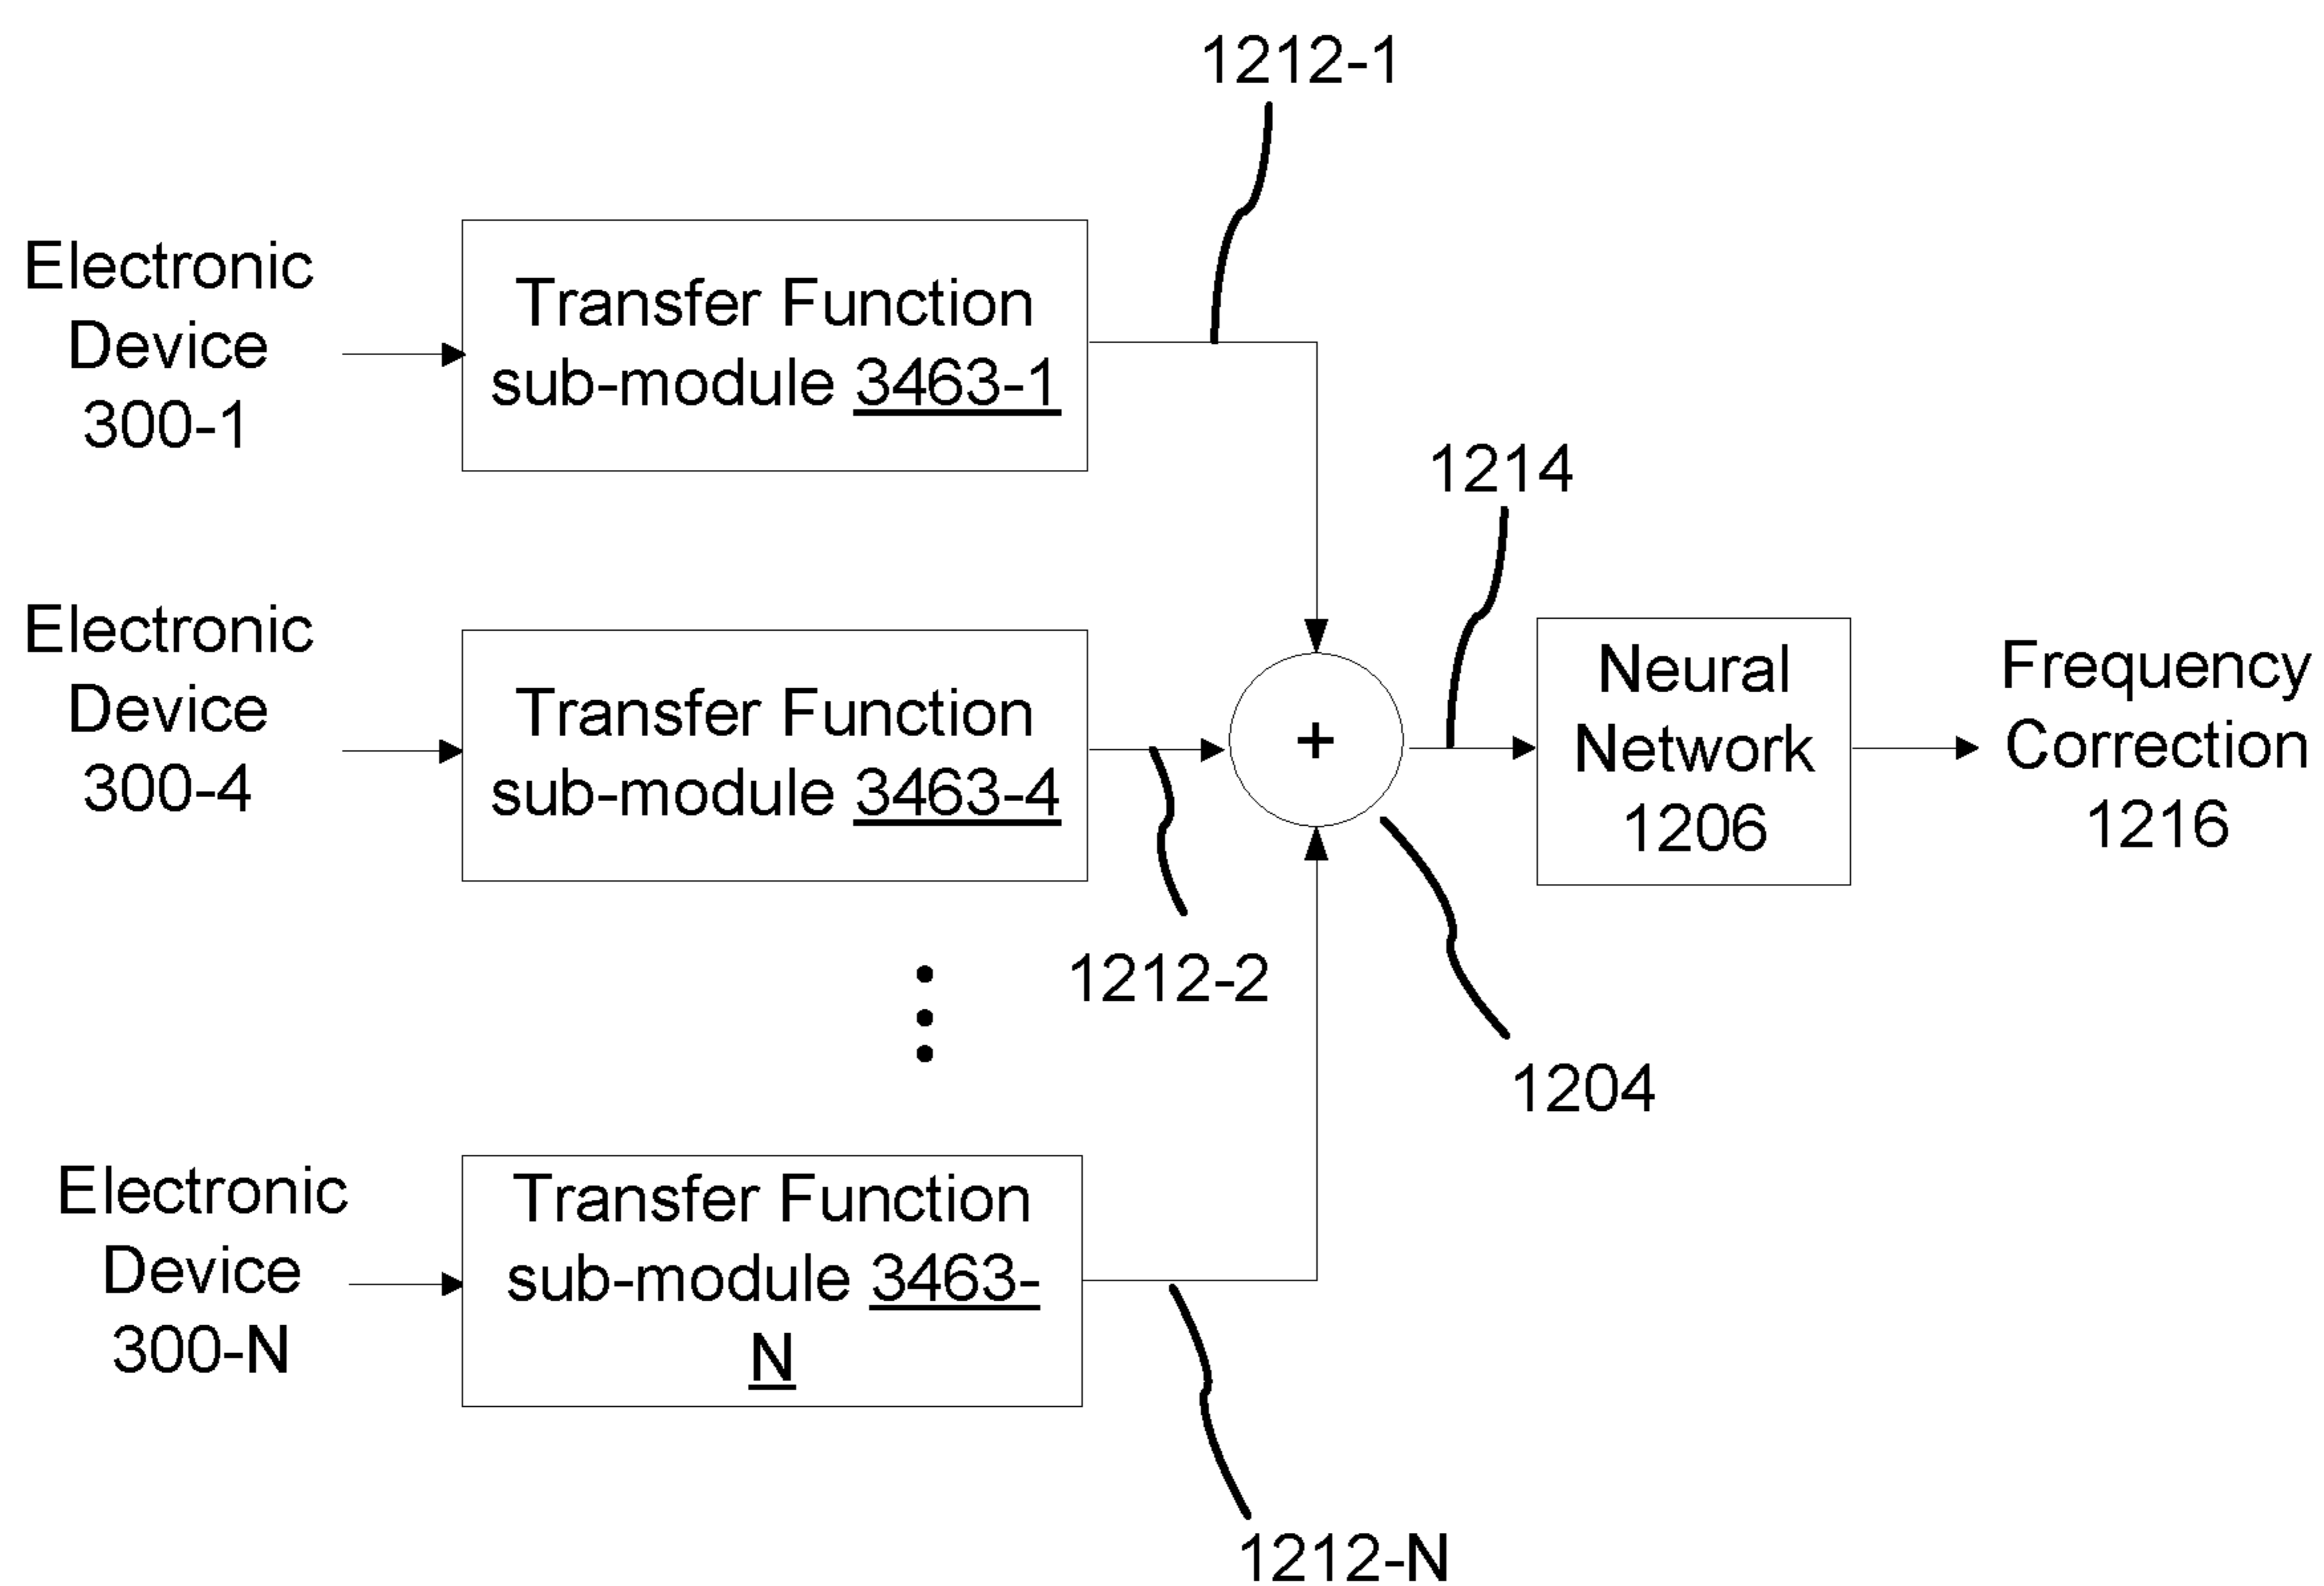 1212-1
Electronic
Device
300-1
Transfer Function
sub-module 3463-1
1214
Electronic
Device
300-4
Transfer Function
sub-module 3463-4
+
Neural
Network
1206
Frequency
Correction
1216
1212-2
1204
Electronic
Device
300-N
Transfer Function
sub-module 3463-
N
1212-N